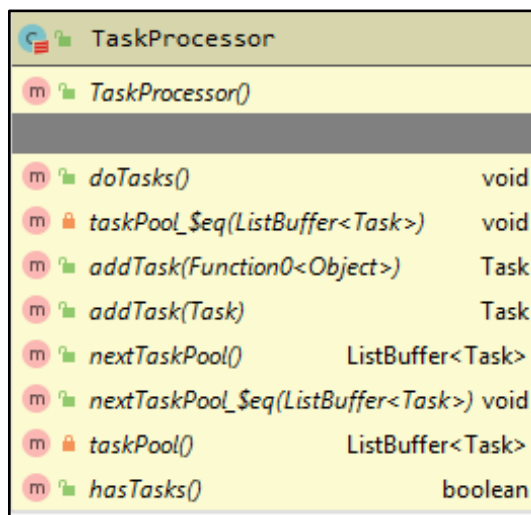 TaskProcessor
m TaskProcessor()
m doTasks() void
m taskPool_$eq(ListBuffer<Task>) void
m addTask(Function0<Object>) Task
m addTask(Task) Task
m nextTaskPool() ListBuffer<Task>
m nextTaskPool_$eq(ListBuffer<Task>) void
m taskPool() ListBuffer<Task>
m hasTasks() boolean